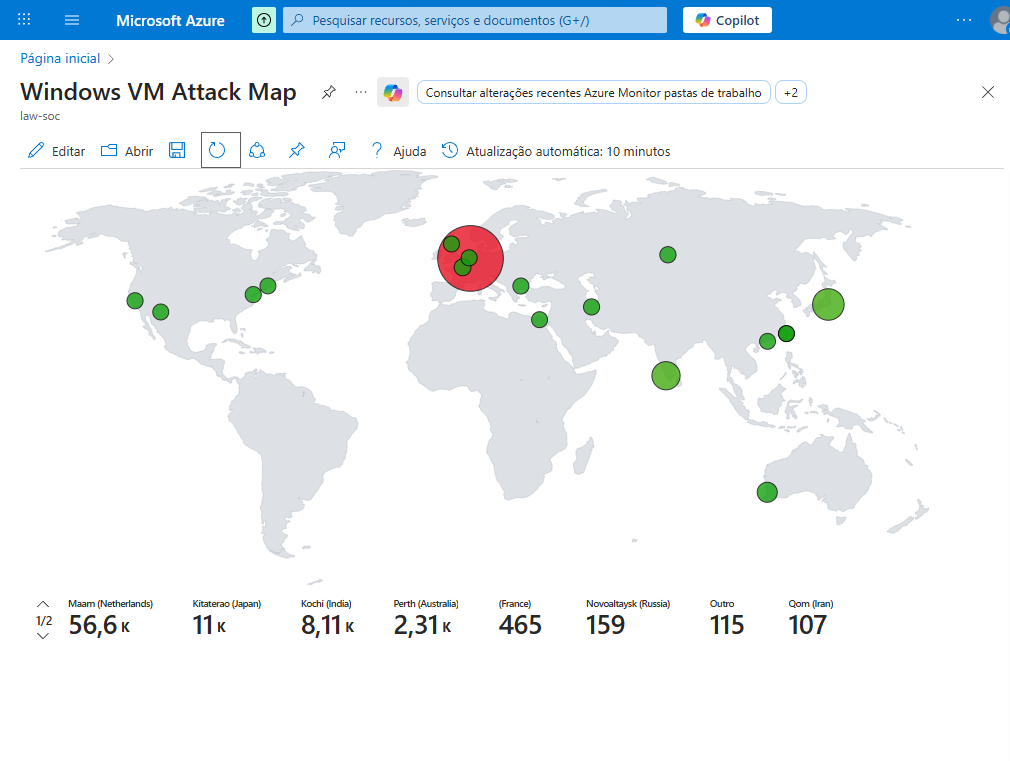 Microsoft Azure
Pesquisar recursos, serviços e documentos (G+/)
Copilot
Página inicial
Windows VM Attack Map
Consultar alterações recentes Azure Monitor pastas de trabalho
+2
law-soc
Editar
Abrir
Ajuda
Atualização automática: 10 minutos
1/2
Maarn (Netherlands)
56,6 K
Kitaterao (Japan)
11 K
Kochi (India)
8,11 K
Perth (Australia)
2,31 K
(France)
465
Novoaltaysk (Russia)
159
Outro
115
Qom (Iran)
107